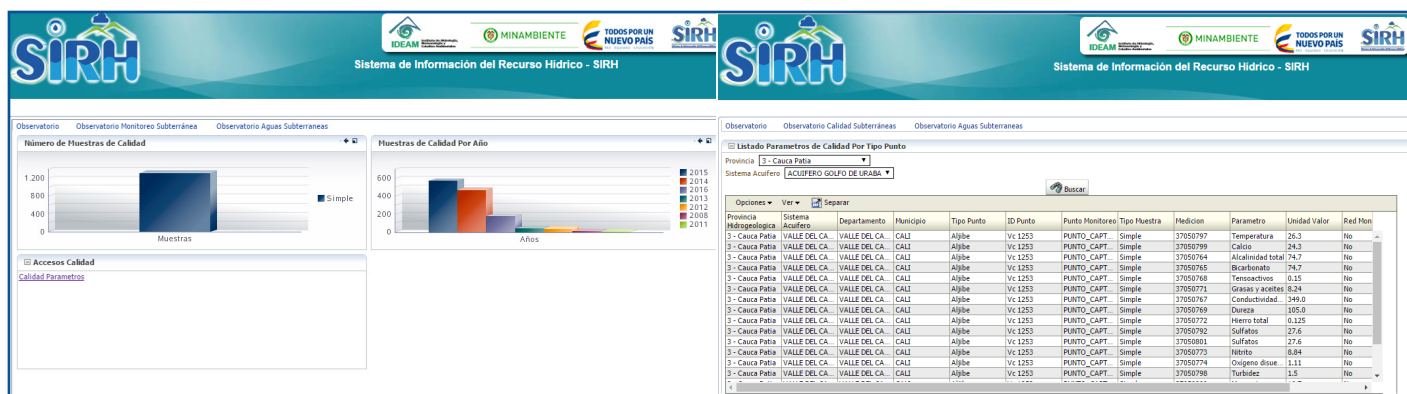 SIRH
IDEAM
MINAMBIENTE
TODOS POR UN
NUEVO PAÍS
SIRH
Sistema de Información del Recurso Hídrico - SIRH
Observatorio Observatorio Monitoreo Subterránea Observatorio Aguas Subterraneas
Número de Muestras de Calidad
1.200
800
400
0
Muestras
Simple
Muestras de Calidad Por Año
600
400
200
0
Años
2015
2014
2016
2013
2012
2008
2011
Accesos Calidad
Calidad Parametros
SIRH
IDEAM
MINAMBIENTE
TODOS POR UN
NUEVO PAÍS
SIRH
Sistema de Información del Recurso Hídrico - SIRH
Observatorio Observatorio Calidad Subterráneas Observatorio Aguas Subterraneas
Listado Parametros de Calidad Por Tipo Punto
Provincia 3 - Cauca Patia
Sistema Acuifero ACUIFERO GOLFO DE URABA
Buscar
Opciones Ver Separar
Provincia Hidrogeologica Sistema Acuifero Departamento Municipio Tipo Punto ID Punto Punto Monitoreo Tipo Muestra Medicion Parametro Unidad Valor Red Mon
3 - Cauca Patia VALLE DEL CA... VALLE DEL CA... CALI Aljibe Vc 1253 PUNTO_CAPT... Simple 37050797 Temperatura 26.3 No
3 - Cauca Patia VALLE DEL CA... VALLE DEL CA... CALI Aljibe Vc 1253 PUNTO_CAPT... Simple 37050799 Calcio 24.3 No
3 - Cauca Patia VALLE DEL CA... VALLE DEL CA... CALI Aljibe Vc 1253 PUNTO_CAPT... Simple 37050764 Alcalinidad total 74.7 No
3 - Cauca Patia VALLE DEL CA... VALLE DEL CA... CALI Aljibe Vc 1253 PUNTO_CAPT... Simple 37050765 Bicarbonato 74.7 No
3 - Cauca Patia VALLE DEL CA... VALLE DEL CA... CALI Aljibe Vc 1253 PUNTO_CAPT... Simple 37050768 Tensoactivos 0.15 No
3 - Cauca Patia VALLE DEL CA... VALLE DEL CA... CALI Aljibe Vc 1253 PUNTO_CAPT... Simple 37050771 Grasas y aceites 8.24 No
3 - Cauca Patia VALLE DEL CA... VALLE DEL CA... CALI Aljibe Vc 1253 PUNTO_CAPT... Simple 37050767 Conductividad... 349.0 No
3 - Cauca Patia VALLE DEL CA... VALLE DEL CA... CALI Aljibe Vc 1253 PUNTO_CAPT... Simple 37050769 Dureza 105.0 No
3 - Cauca Patia VALLE DEL CA... VALLE DEL CA... CALI Aljibe Vc 1253 PUNTO_CAPT... Simple 37050772 Hierro total 0.125 No
3 - Cauca Patia VALLE DEL CA... VALLE DEL CA... CALI Aljibe Vc 1253 PUNTO_CAPT... Simple 37050792 Sulfatos 27.6 No
3 - Cauca Patia VALLE DEL CA... VALLE DEL CA... CALI Aljibe Vc 1253 PUNTO_CAPT... Simple 37050801 Sulfatos 27.6 No
3 - Cauca Patia VALLE DEL CA... VALLE DEL CA... CALI Aljibe Vc 1253 PUNTO_CAPT... Simple 37050773 Nitrito 8.84 No
3 - Cauca Patia VALLE DEL CA... VALLE DEL CA... CALI Aljibe Vc 1253 PUNTO_CAPT... Simple 37050774 Oxígeno disue... 1.11 No
3 - Cauca Patia VALLE DEL CA... VALLE DEL CA... CALI Aljibe Vc 1253 PUNTO_CAPT... Simple 37050798 Turbidez 1.5 No